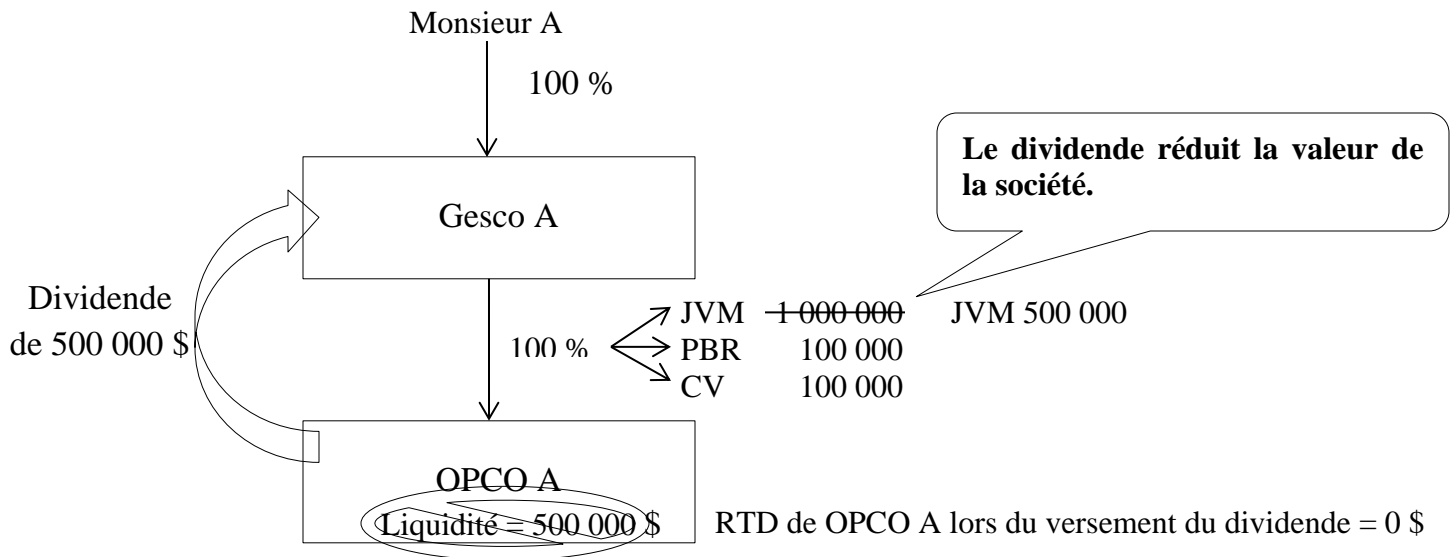 Monsieur A
100 %
Le dividende réduit la valeur de
la société.
Gesco A
Dividende
de 500 000 $
JVM 1 000 000 JVM 500 000
100 % PBR 100 000
CV 100 000
OPCO A
Liquidité = 500 000 $ RTD de OPCO A lors du versement du dividende = 0 $